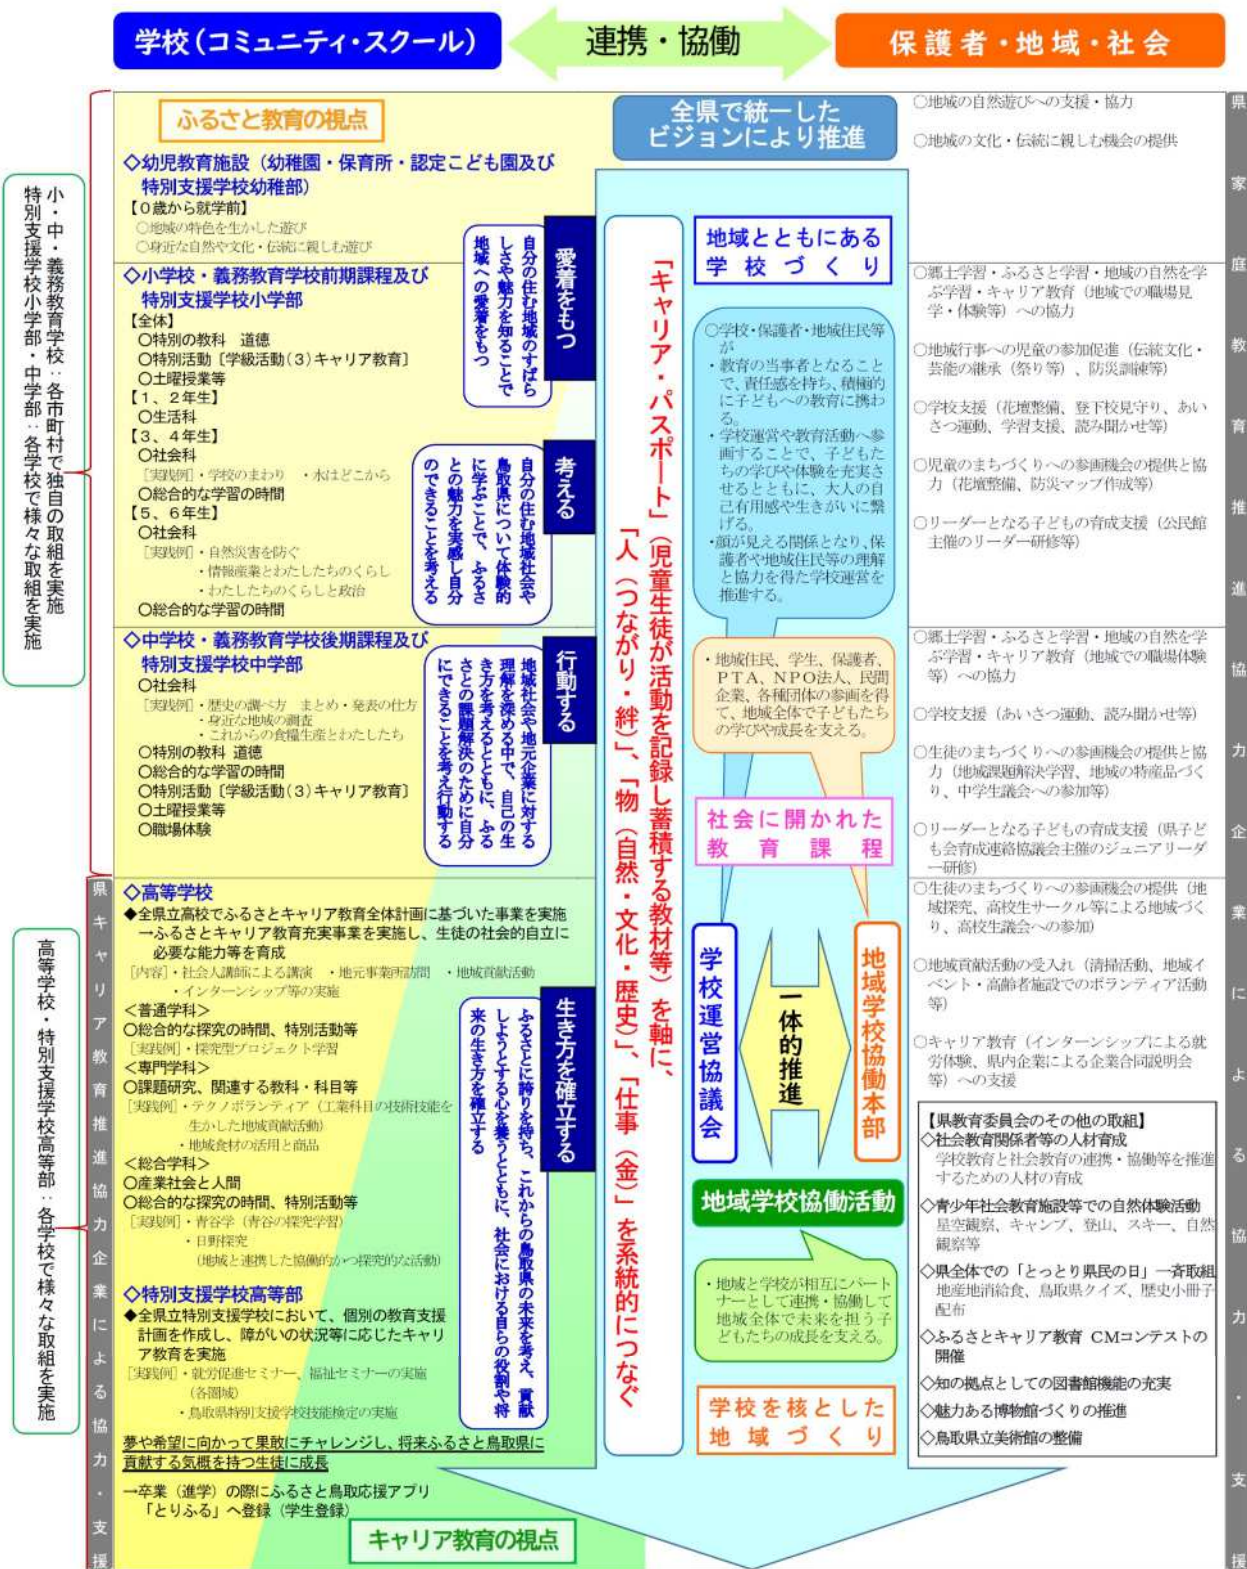 学校（コミュニティ・スクール）
連携・協働
保護者・地域・社会
小・中・義務教育学校：各市町村で独自の取組を実施
特別支援学校小学部・中学部：各学校で様々な取組を実施
高等学校・特別支援学校高等部：各学校で様々な取組を実施
県キャリア教育推進協力企業による協力・支援
ふるさと教育の視点
◇幼児教育施設（幼稚園・保育所・認定こども園及び
特別支援学校幼稚部）
【０歳から就学前】
○地域の特色を生かした遊び
○身近な自然や文化・伝統に親しむ遊び
◇小学校・義務教育学校前期課程及び
特別支援学校小学部
【全体】
○特別の教科　道徳
○特別活動〔学級活動（３）キャリア教育〕
○土曜授業等
【１、２年生】
○生活科
【３、４年生】
○社会科
［実践例］・学校のまわり　・水はどこから
○総合的な学習の時間
【５、６年生】
○社会科
［実践例］・自然災害を防ぐ
・情報産業とわたしたちのくらし
・わたしたちのくらしと政治
○総合的な学習の時間
◇中学校・義務教育学校後期課程及び
特別支援学校中学部
○社会科
［実践例］・歴史の調べ方　まとめ・発表の仕方
・身近な地域の調査
・これからの食糧生産とわたしたち
○特別の教科 道徳
○総合的な学習の時間
○特別活動〔学級活動（３）キャリア教育〕
○土曜授業等
○職場体験
◇高等学校
◆全県立高校でふるさとキャリア教育全体計画に基づいた事業を実施
→ふるさとキャリア教育充実事業を実施し、生徒の社会的自立に
必要な能力等を育成
［内容］・社会人講師による講演　・地元事業所訪問　・地域貢献活動
・インターンシップ等の実施
＜普通学科＞
○総合的な探究の時間、特別活動等
［実践例］・探究型プロジェクト学習
＜専門学科＞
○課題研究、関連する教科・科目等
［実践例］・テクノボランティア（工業科目の技術技能を
生かした地域貢献活動）
・地域食材の活用と商品
＜総合学科＞
○産業社会と人間
○総合的な探究の時間、特別活動等
［実践例］・青谷学（青谷の探究学習）
・日野探究
（地域と連携した協働的かつ探究的な活動）
◇特別支援学校高等部
◆全県立特別支援学校において、個別の教育支援
計画を作成し、障がいの状況等に応じたキャリ
ア教育を実施
［実践例］・就労促進セミナー、福祉セミナーの実施
（各圏域）
・鳥取県特別支援学校技能検定の実施
夢や希望に向かって果敢にチャレンジし、将来ふるさと鳥取県に
貢献する気概を持つ生徒に成長
→卒業（進学）の際にふるさと鳥取応援アプリ
「とりふる」へ登録（学生登録）
キャリア教育の視点
愛着をもつ
自分の住む地域のすばら
しさや魅力を知ることで
地域への愛着をもつ
考える
自分の住む地域社会や
鳥取県について体験的
に学ぶことで、ふるさ
との魅力を実感し自分
のできることを考える
行動する
地域社会や地元企業に対する
理解を深める中で、自己の生
き方を考えるとともに、ふる
さとの課題解決のために自分
にできることを考え行動する
生き方を確立する
ふるさとに誇りを持ち、これからの鳥取県の未来を考え、貢献
しようとする心を養うとともに、社会における自らの役割や将
来の生き方を確立する
全県で統一した
ビジョンにより推進
「キャリア・パスポート」（児童生徒が活動を記録し蓄積する教材等）を軸に、
「人（つながり・絆）」、「物（自然・文化・歴史）」、「仕事（金）」を系統的につなぐ
地域とともにある
学校づくり
○学校・保護者・地域住民等
が
・教育の当事者となること
で、責任感を持ち、積極的
に子どもへの教育に携わ
る。
・学校運営や教育活動へ参
画することで、子どもた
ちの学びや体験を充実さ
せるとともに、大人の自
己有用感や生きがいに繋
げる。
・顔が見える関係となり、保
護者や地域住民等の理解
と協力を得た学校運営を
推進する。
・地域住民、学生、保護者、
ＰＴＡ、ＮＰＯ法人、民間
企業、各種団体の参画を得
て、地域全体で子どもたち
の学びや成長を支える。
社会に開かれた
教育課程
学校運営協議会
一体的推進
地域学校協働本部
地域学校協働活動
・地域と学校が相互にパート
ナーとして連携・協働して
地域全体で未来を担う子
どもたちの成長を支える。
学校を核とした
地域づくり
○地域の自然遊びへの支援・協力
○地域の文化・伝統に親しむ機会の提供
○郷土学習・ふるさと学習・地域の自然を学
ぶ学習・キャリア教育（地域での職場見
学・体験等）への協力
○地域行事への児童の参加促進（伝統文化・
芸能の継承（祭り等）、防災訓練等）
○学校支援（花壇整備、登下校見守り、あい
さつ運動、学習支援、読み聞かせ等）
○児童のまちづくりへの参画機会の提供と協
力（花壇整備、防災マップ作成等）
○リーダーとなる子どもの育成支援（公民館
主催のリーダー研修等）
○郷土学習・ふるさと学習・地域の自然を学
ぶ学習・キャリア教育（地域での職場体験
等）への協力
○学校支援（あいさつ運動、読み聞かせ等）
○生徒のまちづくりへの参画機会の提供と協
力（地域課題解決学習、地域の特産品づく
り、中学生議会への参加等）
○リーダーとなる子どもの育成支援（県子ど
も会育成連絡協議会主催のジュニアリーダ
ー研修）
○生徒のまちづくりへの参画機会の提供（地
域探究、高校生サークル等による地域づく
り、高校生議会への参加）
○地域貢献活動の受入れ（清掃活動、地域イ
ベント・高齢者施設でのボランティア活動
等）
○キャリア教育（インターンシップによる就
労体験、県内企業による企業合同説明会
等）への支援
【県教育委員会のその他の取組】
◇社会教育関係者等の人材育成
学校教育と社会教育の連携・協働等を推進
するための人材の育成
◇青少年社会教育施設等での自然体験活動
星空観察、キャンプ、登山、スキー、自然
観察等
◇県全体での「とっとり県民の日」一斉取組
地産地消給食、鳥取県クイズ、歴史小冊子
配布
◇ふるさとキャリア教育 CMコンテストの
開催
◇知の拠点としての図書館機能の充実
◇魅力ある博物館づくりの推進
◇鳥取県立美術館の整備
県家庭教育推進協力企業による協力・支援